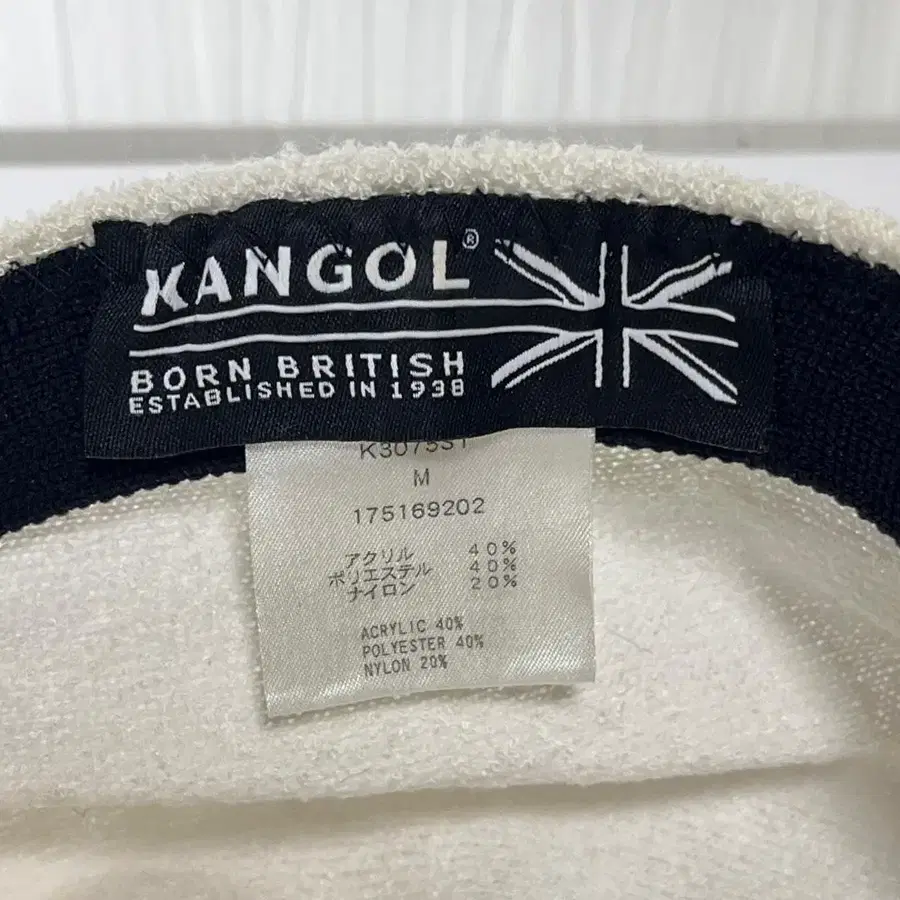 KANGOL®
BORN BRITISH
ESTABLISHED IN 1938
K3075ST
M
175169202
アクリル 40%
ポリエステル 40%
ナイロン 20%
ACRYLIC 40%
POLYESTER 40%
NYLON 20%